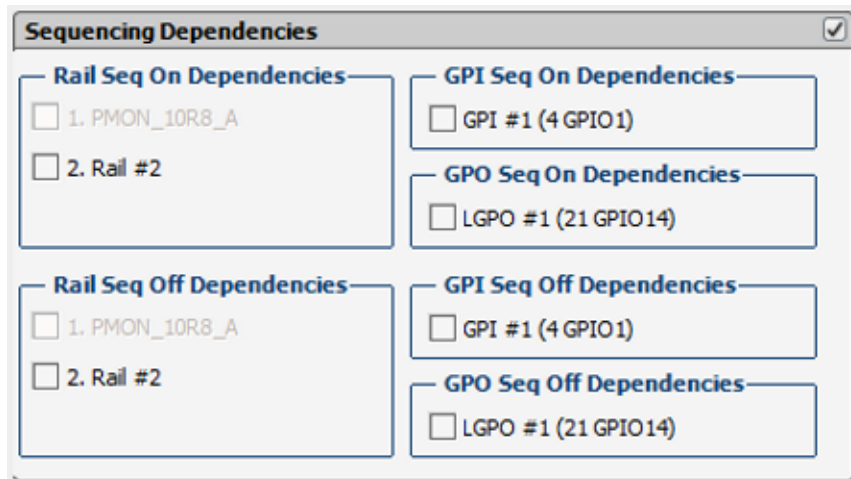 Sequencing Dependencies
Rail Seq On Dependencies
1. PMON_10R8_A
2. Rail #2
GPI Seq On Dependencies
GPI #1 (4 GPIO1)
GPO Seq On Dependencies
LGPO #1 (21 GPIO14)
Rail Seq Off Dependencies
1. PMON_10R8_A
2. Rail #2
GPI Seq Off Dependencies
GPI #1 (4 GPIO1)
GPO Seq Off Dependencies
LGPO #1 (21 GPIO14)